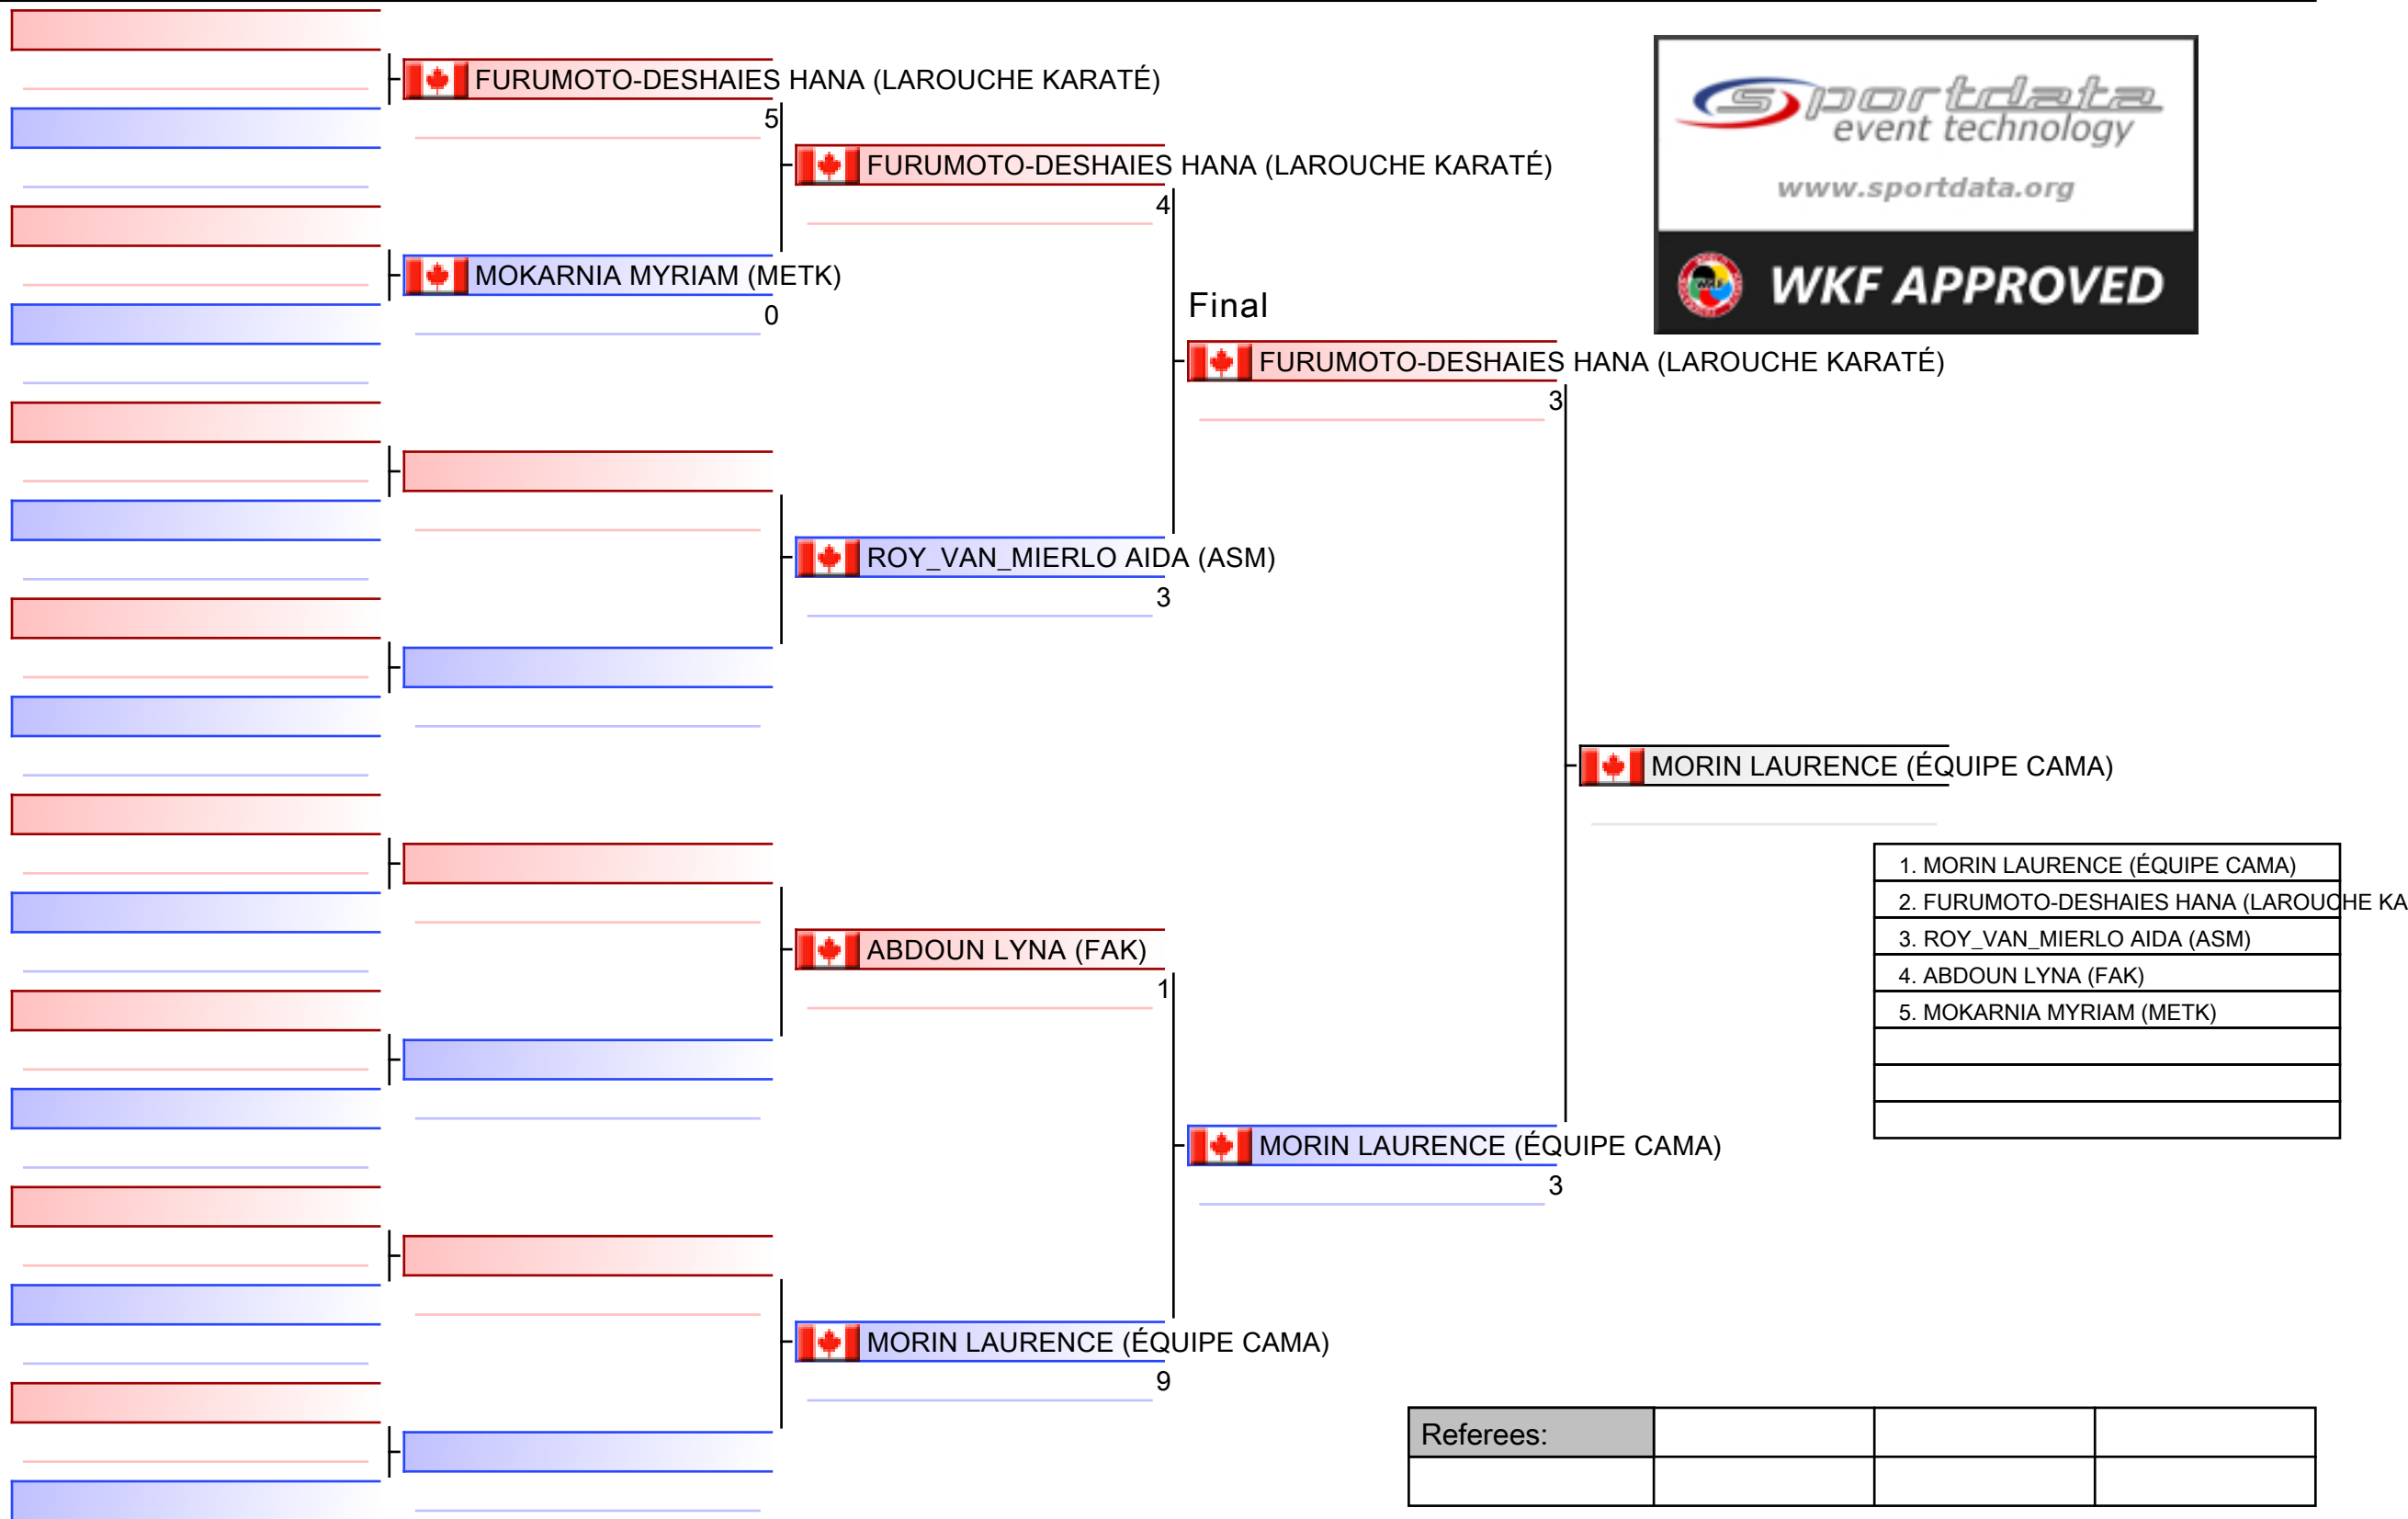 FURUMOTO-DESHAIES HANA (LAROUCHE KARATÉ)
5
MOKARNIA MYRIAM (METK)
0
FURUMOTO-DESHAIES HANA (LAROUCHE KARATÉ)
4
ROY_VAN_MIERLO AIDA (ASM)
3
ABDOUN LYNA (FAK)
1
MORIN LAURENCE (ÉQUIPE CAMA)
9
Final
FURUMOTO-DESHAIES HANA (LAROUCHE KARATÉ)
3
MORIN LAURENCE (ÉQUIPE CAMA)
3
MORIN LAURENCE (ÉQUIPE CAMA)
sportdata
event technology
www.sportdata.org
WKF APPROVED
1. MORIN LAURENCE (ÉQUIPE CAMA)
2. FURUMOTO-DESHAIES HANA (LAROUCHE KA
3. ROY_VAN_MIERLO AIDA (ASM)
4. ABDOUN LYNA (FAK)
5. MOKARNIA MYRIAM (METK)
Referees: